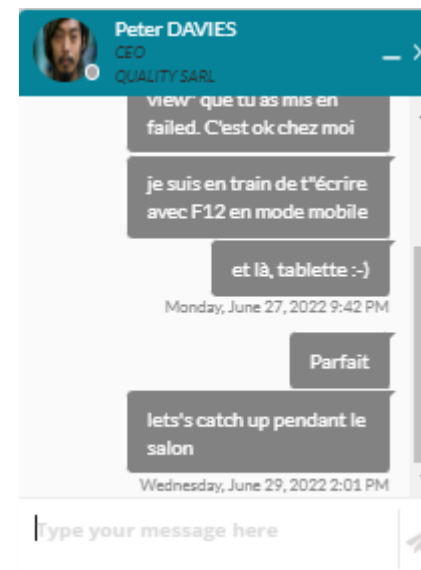 Peter DAVIES
CEO
QUALITY SARL
view" que tu as mis en
failed. C'est ok chez moi
je suis en train de t"écrire
avec F12 en mode mobile
et là, tablette :-)
Monday, June 27, 2022 9:42 PM
Parfait
lets's catch up pendant le
salon
Wednesday, June 29, 2022 2:01 PM
Type your message here